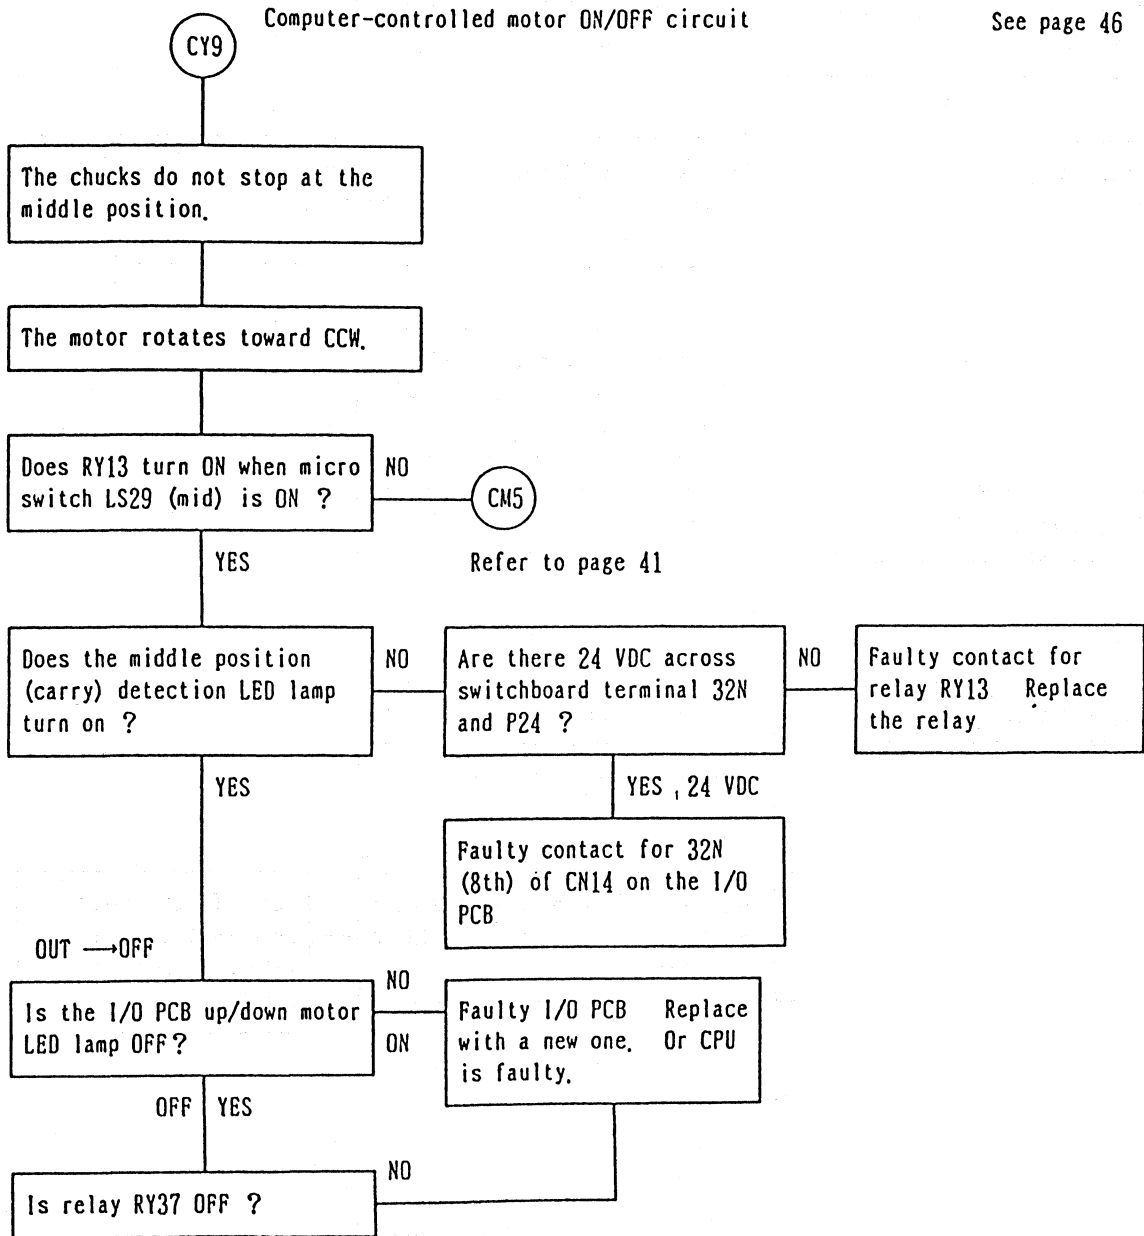 Computer-controlled motor ON/OFF circuit
See page 46
CY9
The chucks do not stop at the
middle position.
The motor rotates toward CCW.
Does RY13 turn ON when micro
switch LS29 (mid) is ON ?
NO
CM5
YES
Refer to page 41
Does the middle position
(carry) detection LED lamp
turn on ?
NO
Are there 24 VDC across
switchboard terminal 32N
and P24 ?
NO
Faulty contact for
relay RY13 Replace
the relay
YES
YES , 24 VDC
Faulty contact for 32N
(8th) of CN14 on the I/O
PCB
OUT →OFF
Is the I/O PCB up/down motor
LED lamp OFF?
NO
ON
Faulty I/O PCB Replace
with a new one. Or CPU
is faulty.
OFF YES
Is relay RY37 OFF ?
NO